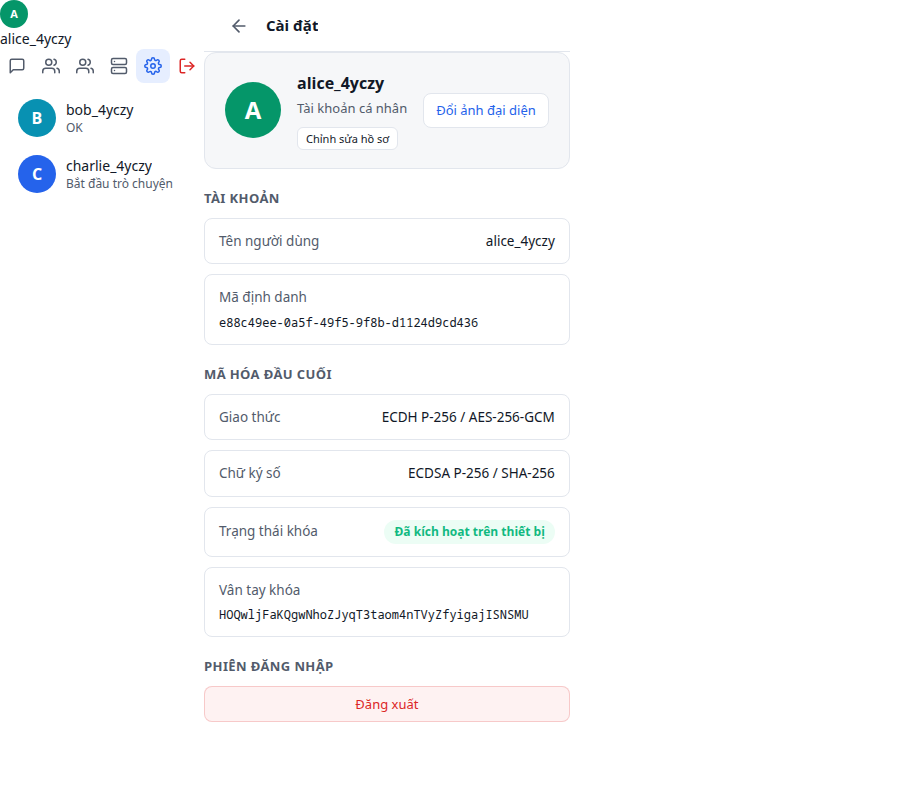 A
alice_4yczy
B
bob_4yczy
OK
C
charlie_4yczy
Bắt đầu trò chuyện
Cài đặt
A
alice_4yczy
Tài khoản cá nhân
Chỉnh sửa hồ sơ
Đổi ảnh đại diện
TÀI KHOẢN
Tên người dùng
alice_4yczy
Mã định danh
e88c49ee-0a5f-49f5-9f8b-d1124d9cd436
MÃ HÓA ĐẦU CUỐI
Giao thức
ECDH P-256 / AES-256-GCM
Chữ ký số
ECDSA P-256 / SHA-256
Trạng thái khóa
Đã kích hoạt trên thiết bị
Vân tay khóa
HOQwljFaKQgwNhoZJyqT3taom4nTVyZfyigajISNSMU
PHIÊN ĐĂNG NHẬP
Đăng xuất